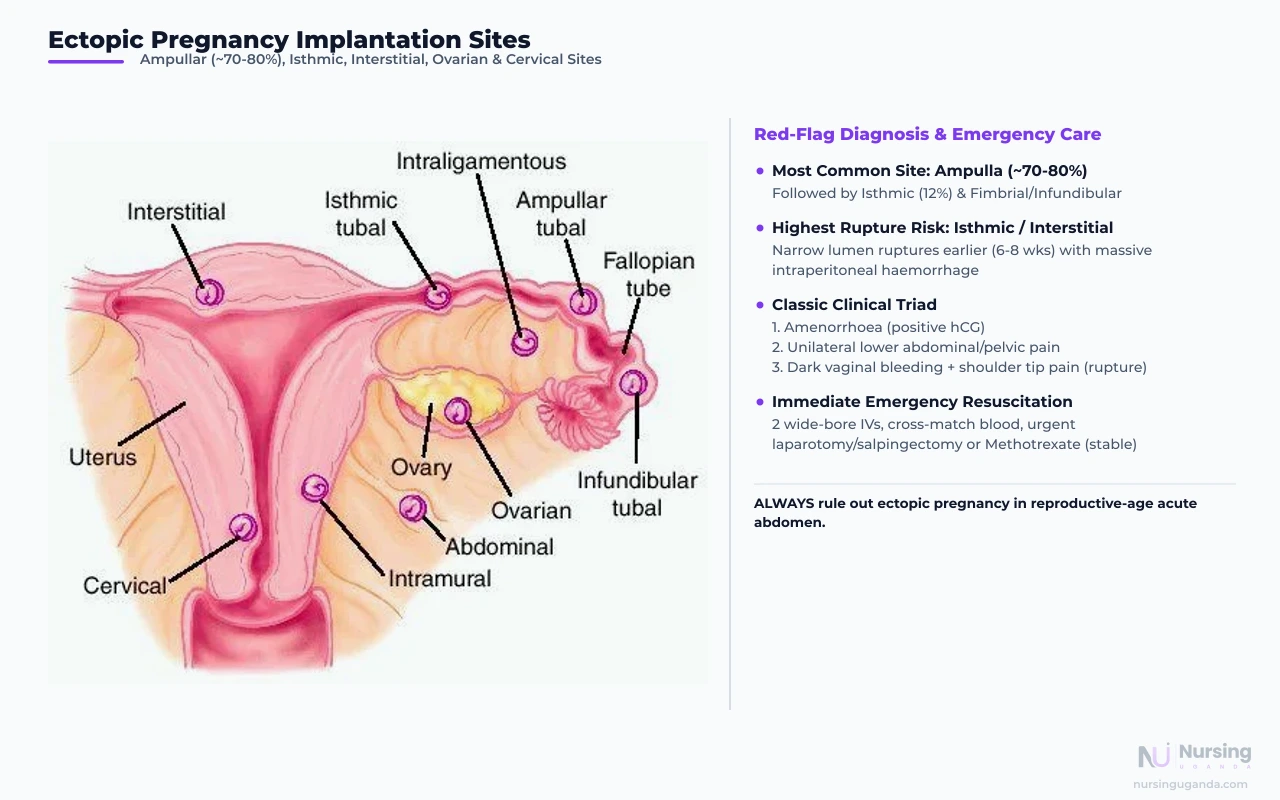 Ectopic Pregnancy Implantation Sites
Ampullar (~70-80%), Isthmic, Interstitial, Ovarian & Cervical Sites
Intraligamentous
Isthmic
tubal
Ampullar
tubal
Interstitial
Fallopian
tube
Uterus
Ovary
Infundibular
tubal
Ovarian
Abdominal
Intramural
Cervical
Red-Flag Diagnosis & Emergency Care
• Most Common Site: Ampulla (~70-80%)
Followed by Isthmic (12%) & Fimbrial/Infundibular
• Highest Rupture Risk: Isthmic / Interstitial
Narrow lumen ruptures earlier (6-8 wks) with massive
intraperitoneal haemorrhage
• Classic Clinical Triad
1. Amenorrhoea (positive hCG)
2. Unilateral lower abdominal/pelvic pain
3. Dark vaginal bleeding + shoulder tip pain (rupture)
• Immediate Emergency Resuscitation
2 wide-bore IVs, cross-match blood, urgent
laparotomy/salpingectomy or Methotrexate (stable)
ALWAYS rule out ectopic pregnancy in reproductive-age acute
abdomen.
NU Nursing
UGANDA
nursinguganda.com